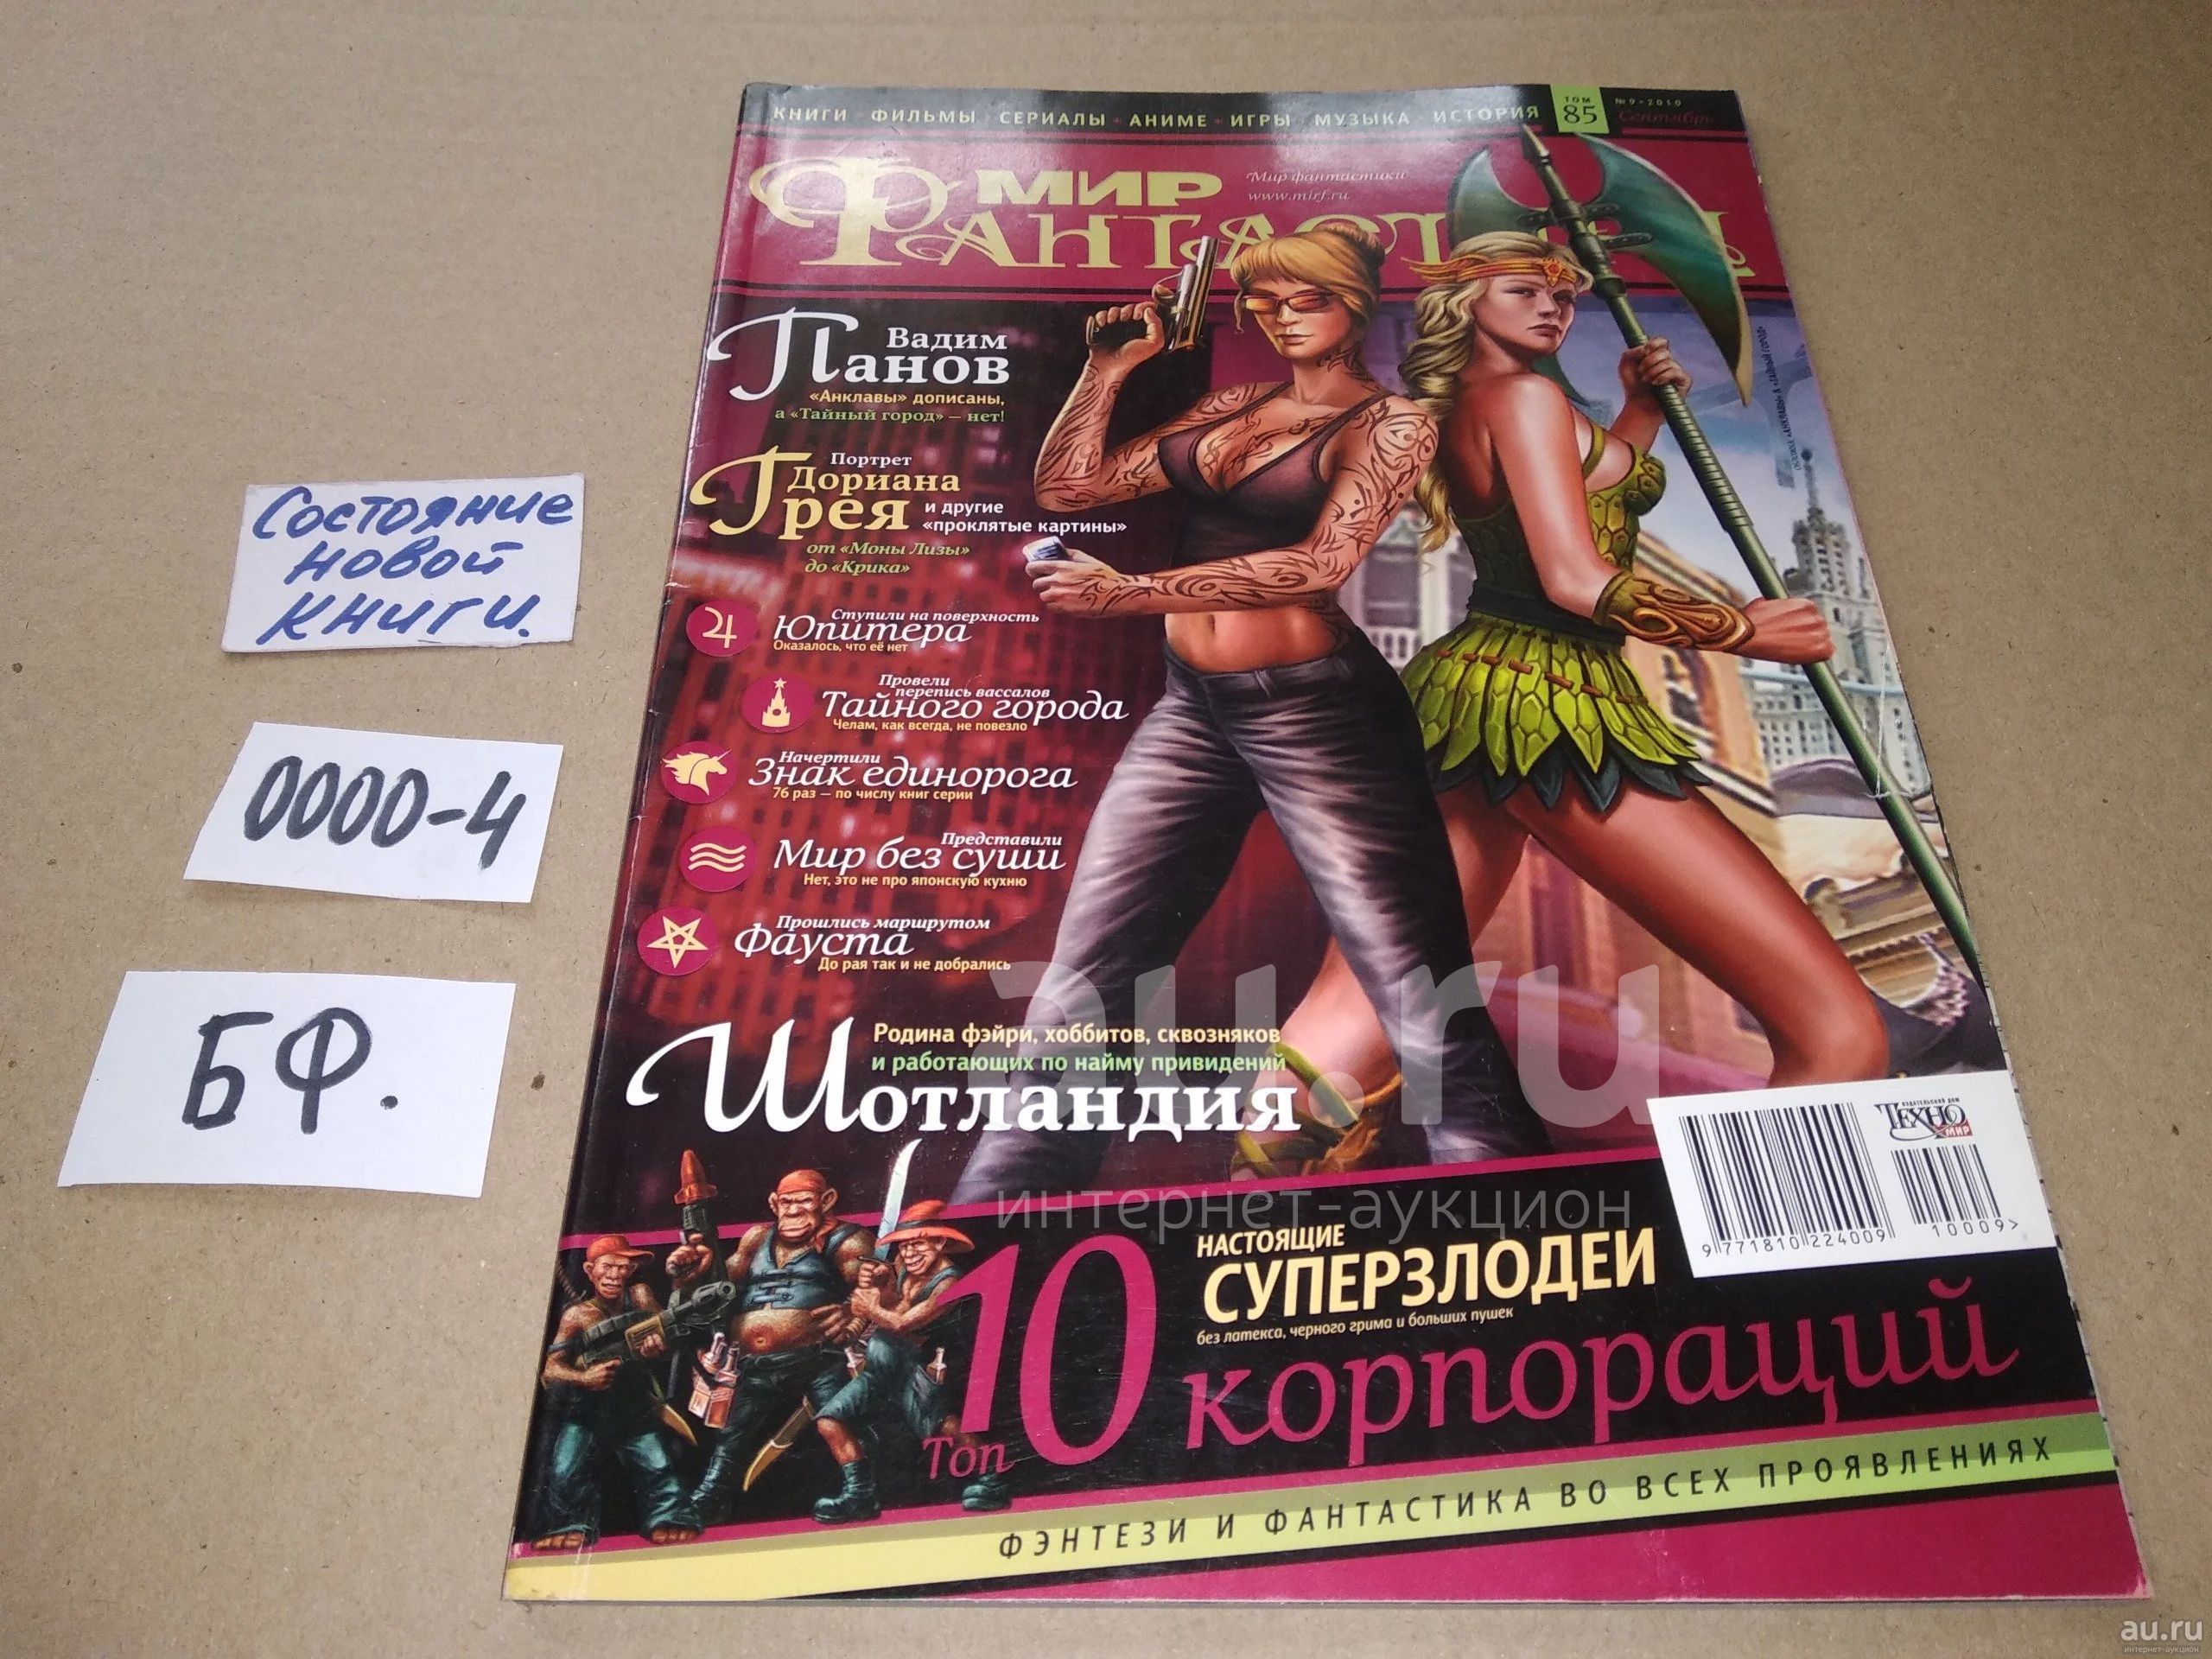 КНИГИ • ФИЛЬМЫ • СЕРИАЛЫ • АНИМЕ • ИГРЫ • МУЗЫКА • ИСТОРИЯ
ТОМ
85
№9•2010
Сентябрь
МИР
Мир фантастики
www.mirf.ru
Вадим
Панов
«Анклавы» дописаны,
а «Тайный город» – нет!
Портрет
Дориана
Грея
и другие
«проклятые картины»
от «Моны Лизы»
до «Крика»
Ступили на поверхность
Юпитера
Оказалось, что её нет
Провели
перепись вассалов
Тайного города
Челам, как всегда, не повезло
Начертили
Знак единорога
76 раз — по числу книг серии
Представили
Мир без суши
Нет, это не про японскую кухню
Прошлись маршрутом
Фауста
До рая так и не добрались
Родина фэйри, хоббитов, сквозняков
и работающих по найму привидений
Шотландия
ИЗДАТЕЛЬСКИЙ ДОМ
ТЕХНО
МИР
9 771810 224009
10009>
НАСТОЯЩИЕ
СУПЕРЗЛОДЕИ
без латекса, черного грима и больших пушек
Топ
10
корпораций
ФЭНТЕЗИ И ФАНТАСТИКА ВО ВСЕХ ПРОЯВЛЕНИЯХ
Состояние
новой
книги.
0000-4
БФ.
au.ru
интернет-аукцион
au.ru
интернет-аукцион